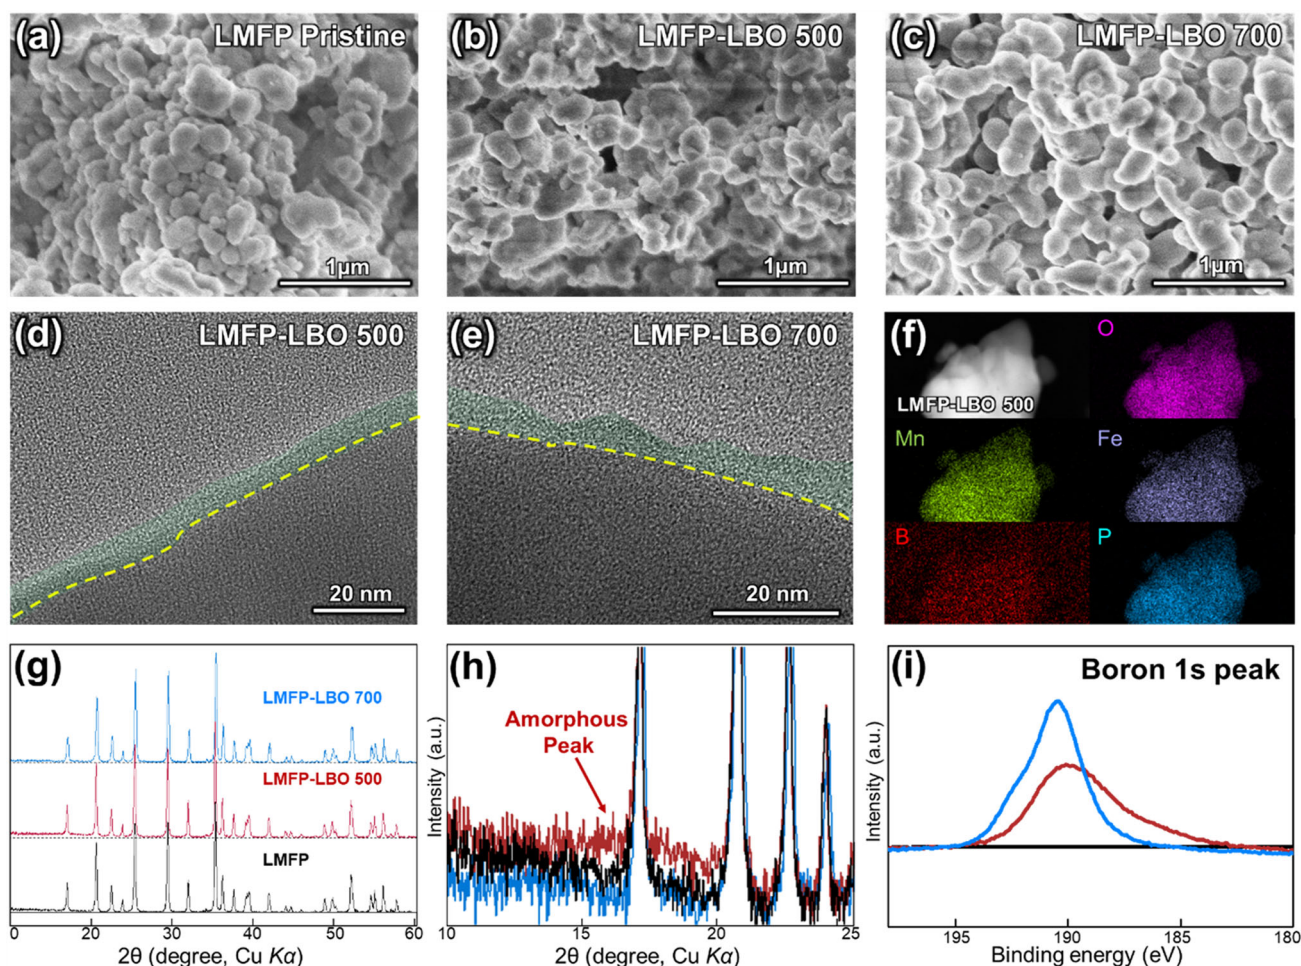 (a) LMFP Pristine
1μm
(b) LMFP-LBO 500
1μm
(c) LMFP-LBO 700
1μm
(d) LMFP-LBO 500
20 nm
(e) LMFP-LBO 700
20 nm
(f)
LMFP-LBO 500
O
Mn
Fe
B
P
(g)
LMFP-LBO 700
LMFP-LBO 500
LMFP
0 20 30 40 50 60
2θ (degree, Cu Kα)
(h)
Amorphous
Peak
Intensity (a.u.)
10 15 20 25
2θ (degree, Cu Kα)
(i) Boron 1s peak
Intensity (a.u.)
195 190 185 180
Binding energy (eV)